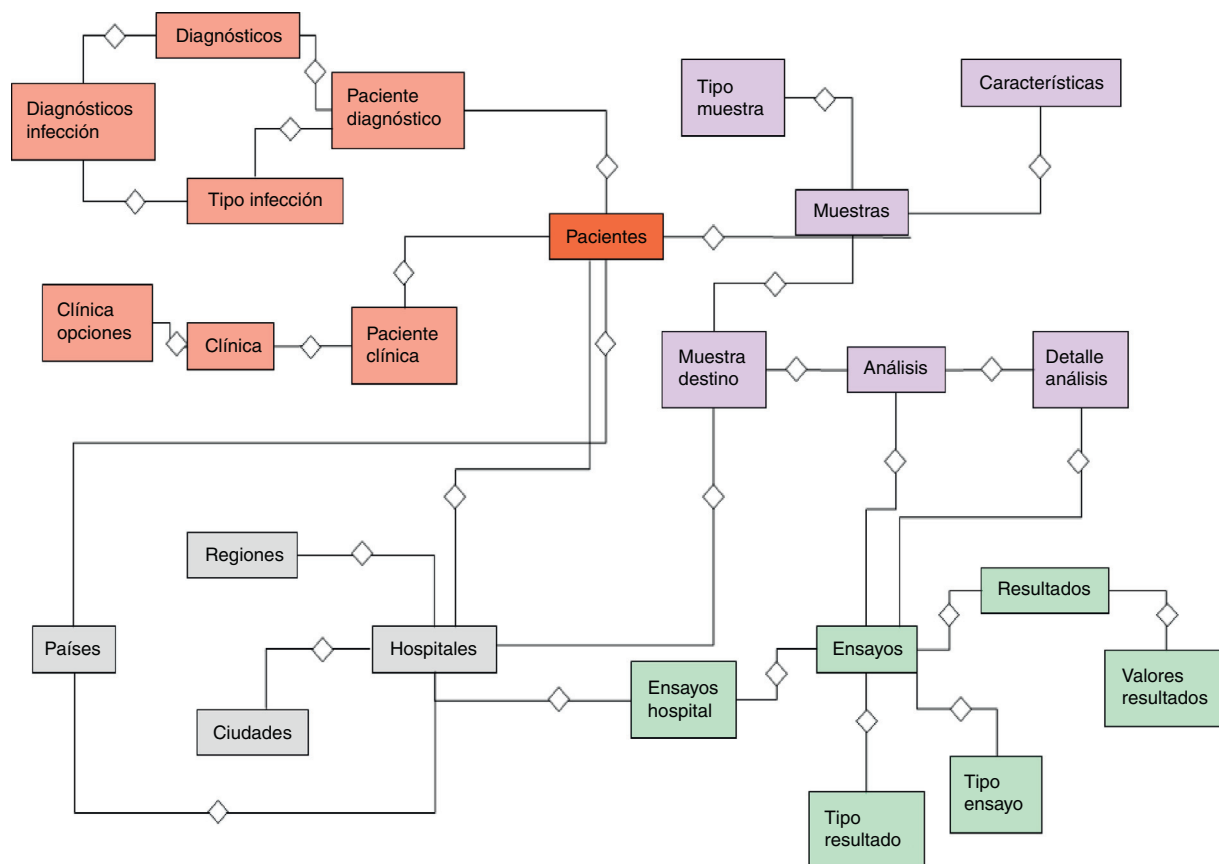 Diagnósticos
Diagnósticos
infección
Paciente
diagnóstico
Tipo infección
Tipo
muestra
Características
Muestras
Pacientes
Clínica
opciones
Clínica
Paciente
clínica
Muestra
destino
Análisis
Detalle
análisis
Regiones
Países
Hospitales
Ciudades
Ensayos
hospital
Ensayos
Resultados
Valores
resultados
Tipo
resultado
Tipo
ensayo